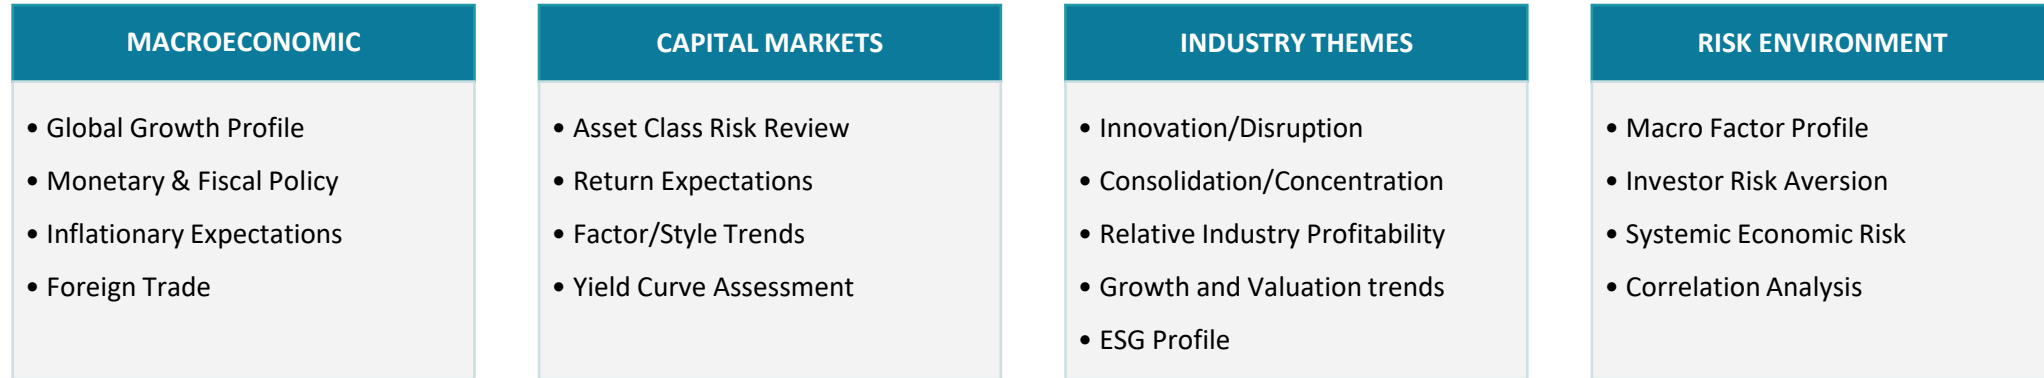 MACROECONOMIC
• Global Growth Profile
• Monetary & Fiscal Policy
• Inflationary Expectations
• Foreign Trade
CAPITAL MARKETS
• Asset Class Risk Review
• Return Expectations
• Factor/Style Trends
• Yield Curve Assessment
INDUSTRY THEMES
• Innovation/Disruption
• Consolidation/Concentration
• Relative Industry Profitability
• Growth and Valuation trends
• ESG Profile
RISK ENVIRONMENT
• Macro Factor Profile
• Investor Risk Aversion
• Systemic Economic Risk
• Correlation Analysis